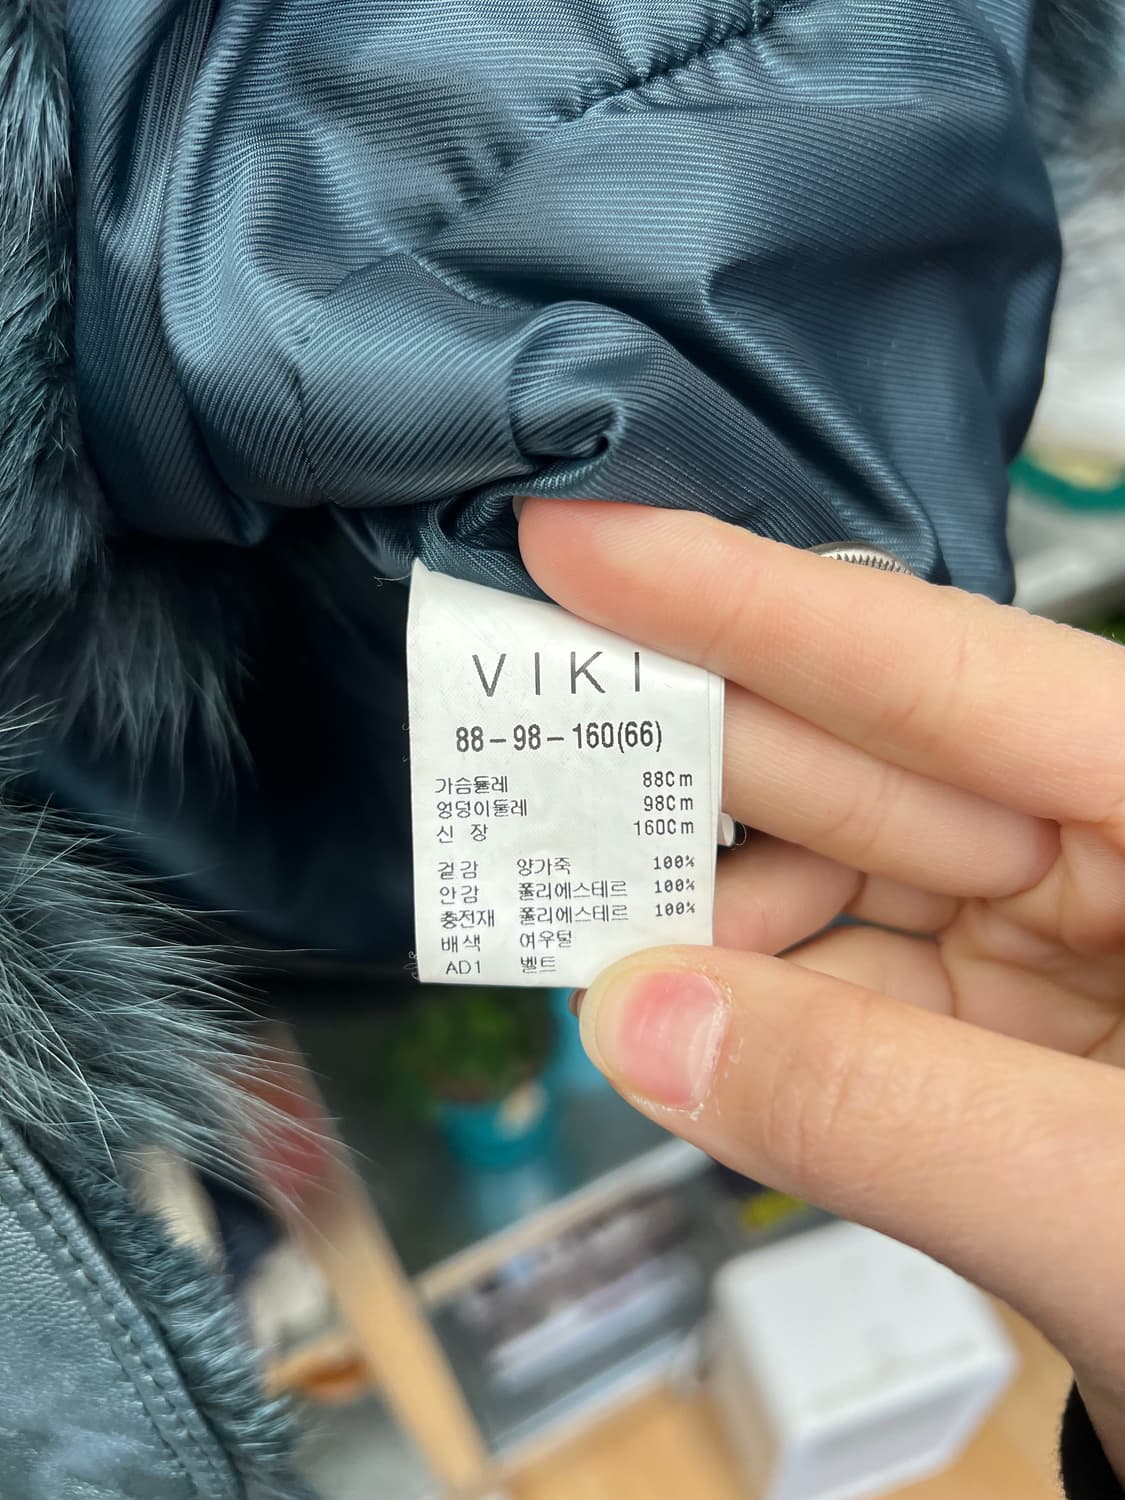 VIKI
88-98-160(66)
가슴둘레 88Cm
엉덩이둘레 98Cm
신 장 160Cm
겉감 양가죽 100%
안감 폴리에스테르 100%
충전재 폴리에스테르 100%
배색 여우털
AD1 벨트